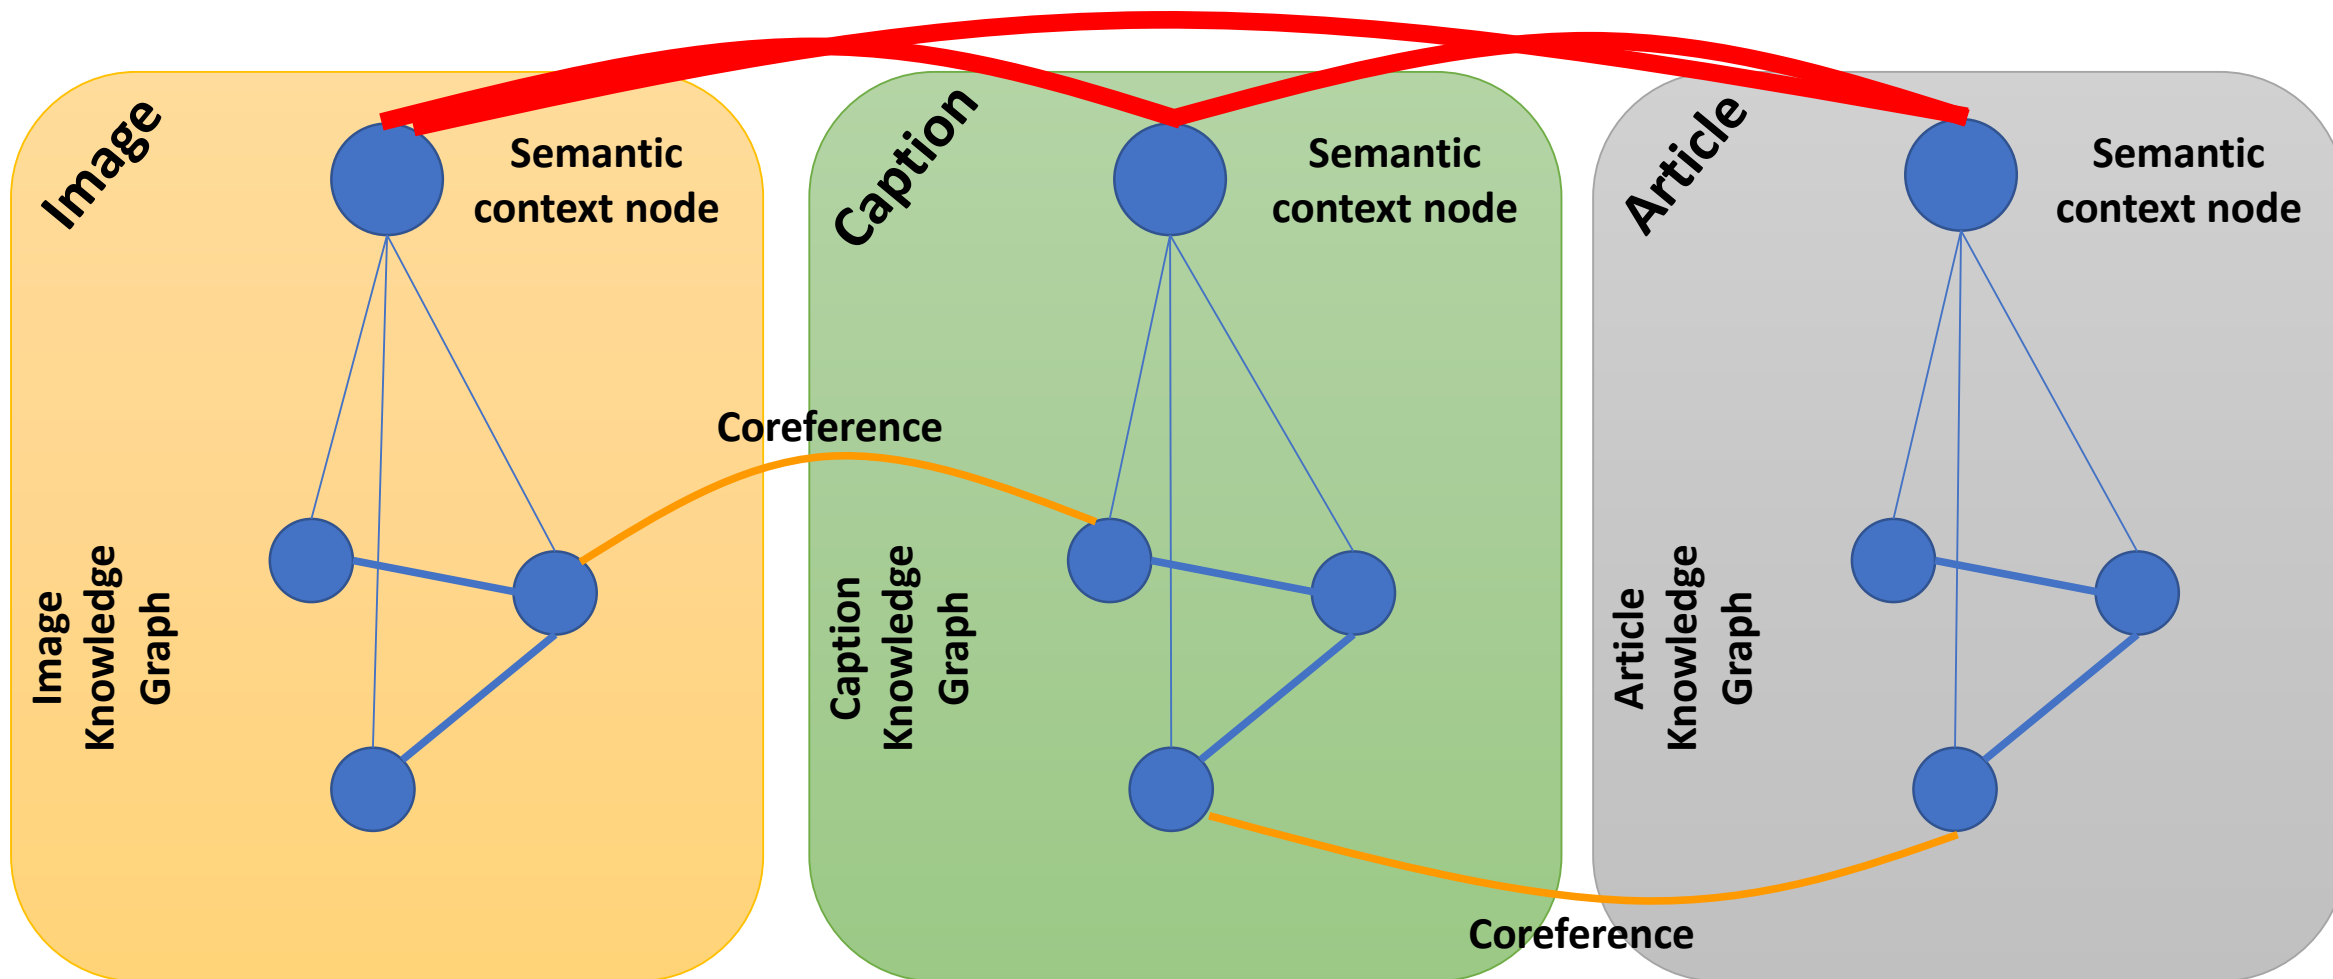 Image
Semantic
context node
Image
Knowledge
Graph
Coreference
Caption
Semantic
context node
Caption
Knowledge
Graph
Coreference
Article
Semantic
context node
Article
Knowledge
Graph